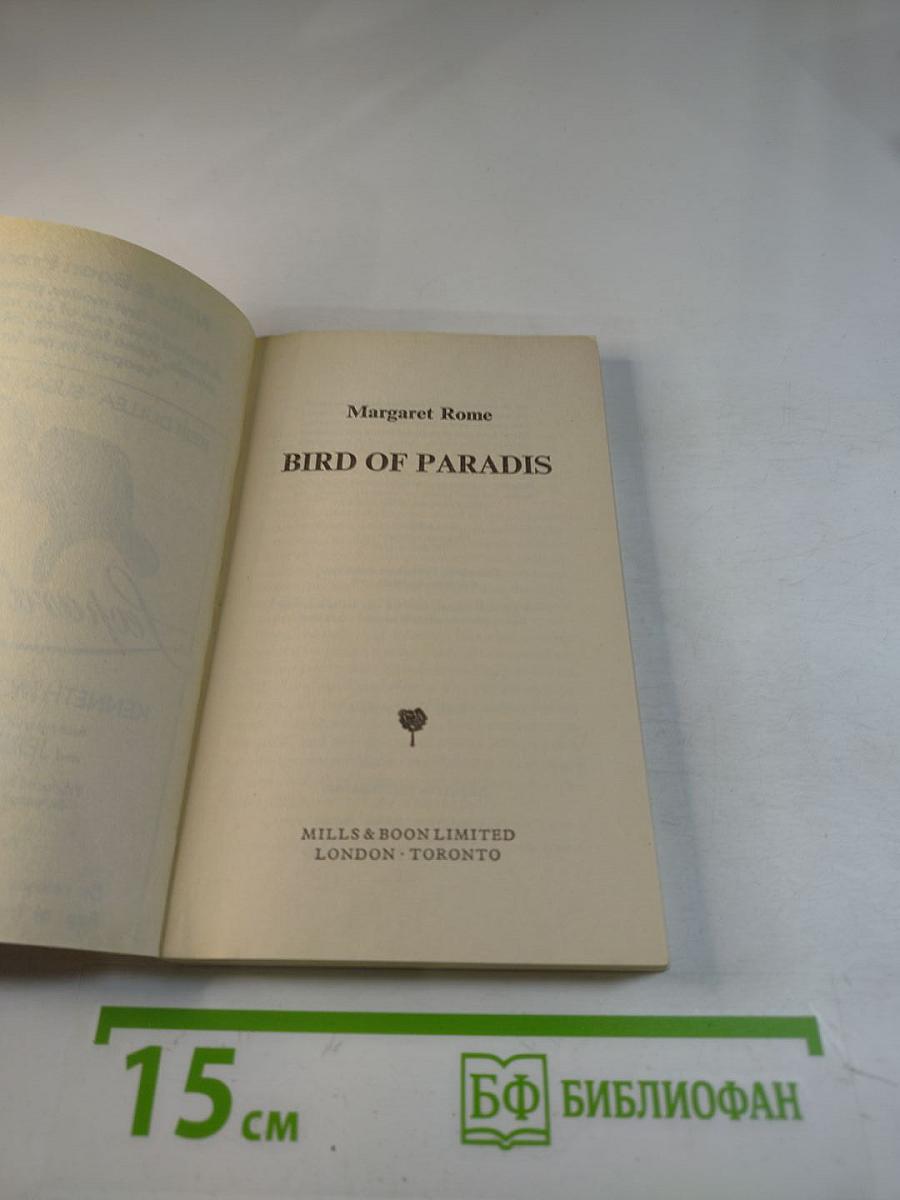 Margaret Rome
BIRD OF PARADIS
MILLS & BOON LIMITED
LONDON · TORONTO
15 см
БФ БИБЛИОФАН